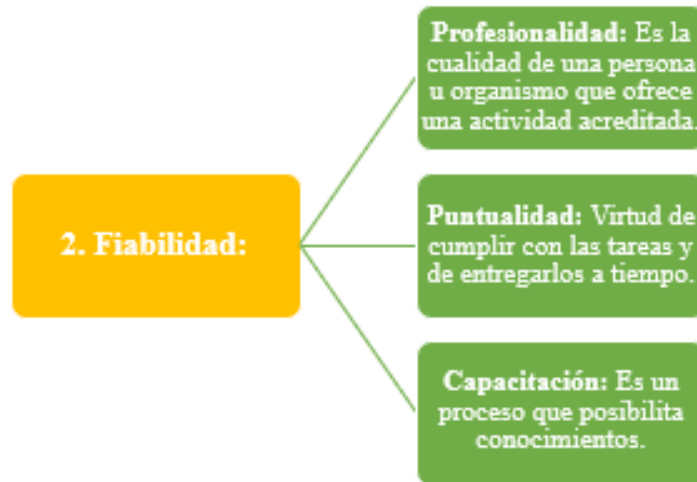 Profesionalidad: Es la
cualidad de una persona
u organismo que ofrece
una actividad acreditada.
2. Fiabilidad:
Puntualidad: Virtud de
cumplir con las tareas y
de entregarlos a tiempo.
Capacitación: Es un
proceso que posibilita
conocimientos.